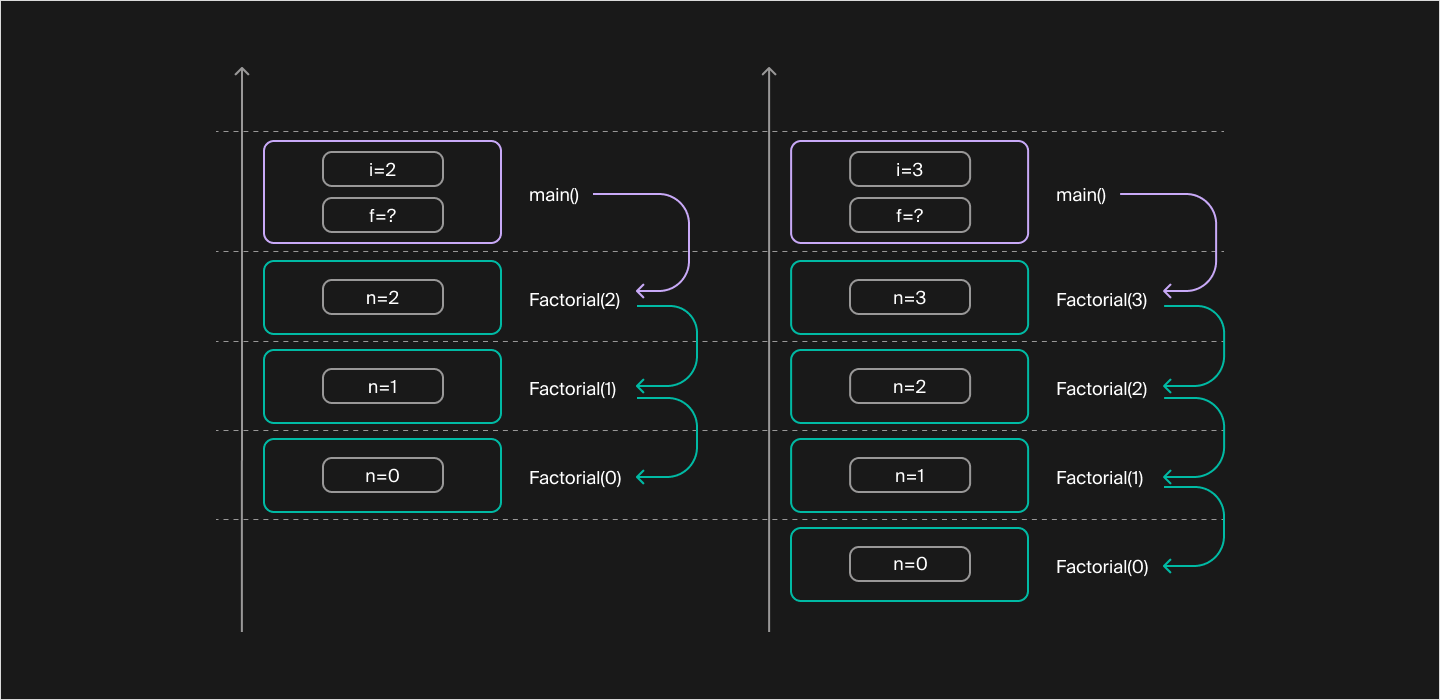 i=2
f=?
main()
n=2
Factorial(2)
n=1
Factorial(1)
n=0
Factorial(0)
i=3
f=?
main()
n=3
Factorial(3)
n=2
Factorial(2)
n=1
Factorial(1)
n=0
Factorial(0)